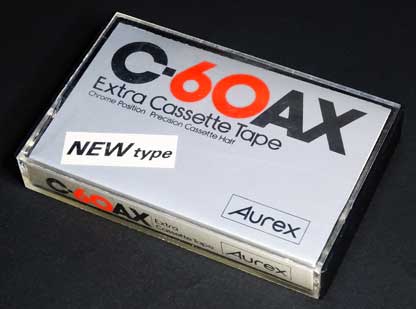 C-60AX
Extra Cassette Tape
Chrome Position · Precision Cassette Half
NEW type
Aurex
C-60AX
Extra
Cassette Tape
Aurex